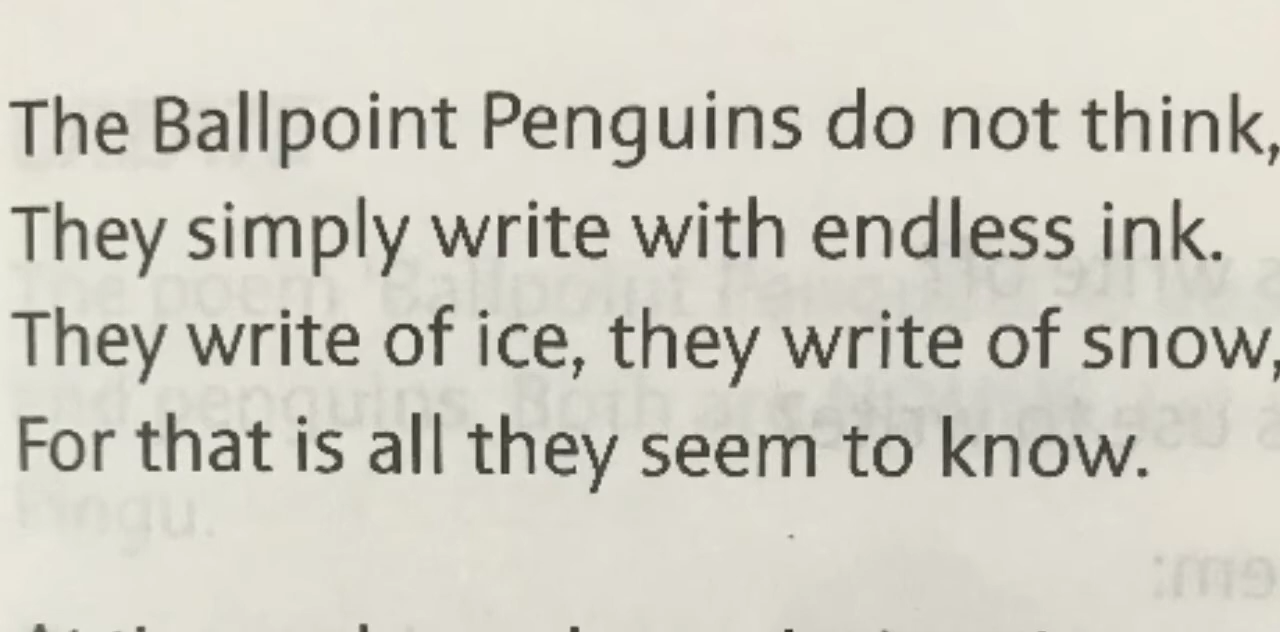 The Ballpoint Penguins do not think,
They simply write with endless ink.
They write of ice, they write of snow,
For that is all they seem to know.